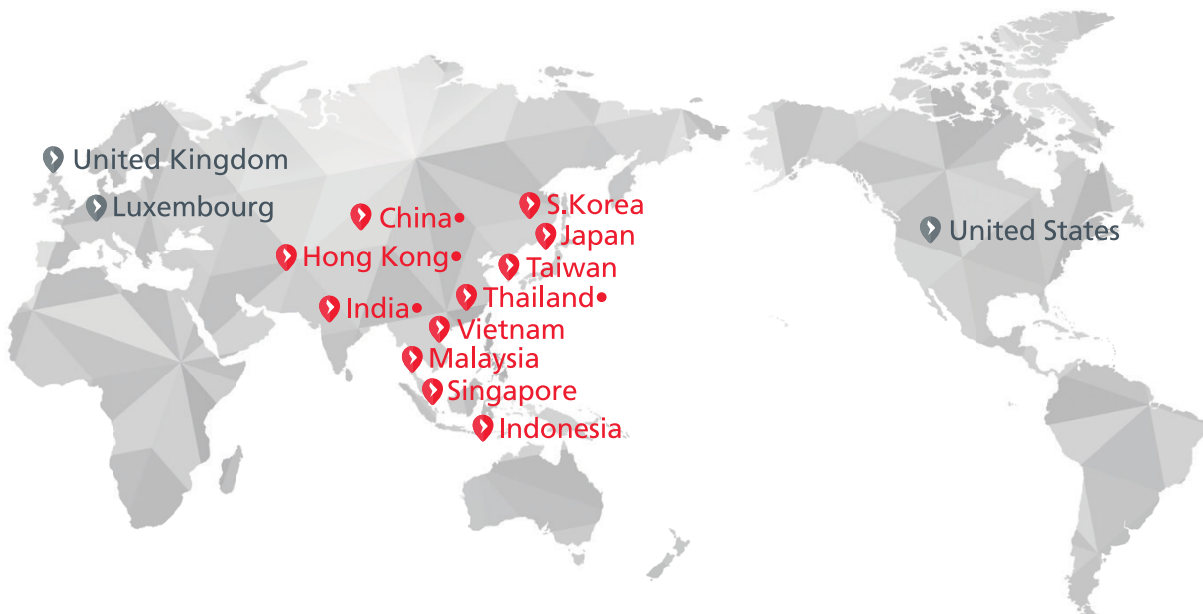 United Kingdom
Luxembourg
China•
S.Korea
Japan
United States
Hong Kong•
Taiwan
Thailand•
India•
Vietnam
Malaysia
Singapore
Indonesia